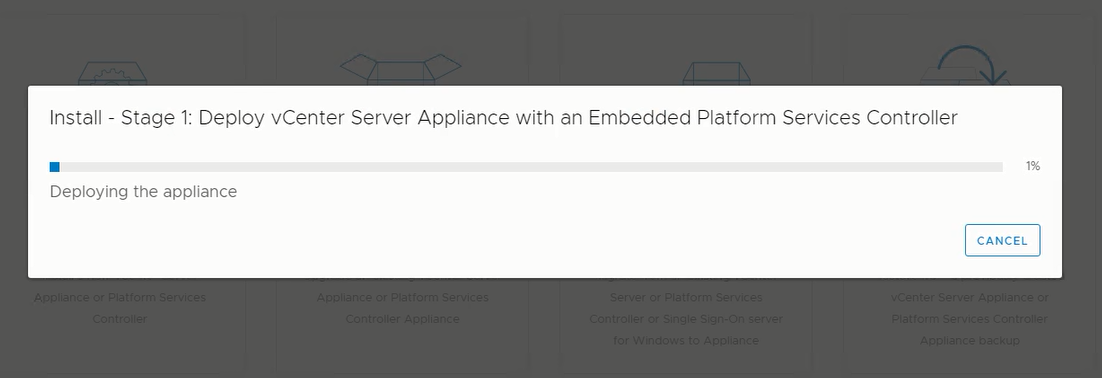 Install - Stage 1: Deploy vCenter Server Appliance with an Embedded Platform Services Controller
1%
Deploying the appliance
CANCEL
Appliance or Platform Services
Controller
Appliance or Platform Services
Controller Appliance
Server or Platform Services
Controller or Single Sign-On server
for Windows to Appliance
vCenter Server Appliance or
Platform Services Controller
Appliance backup